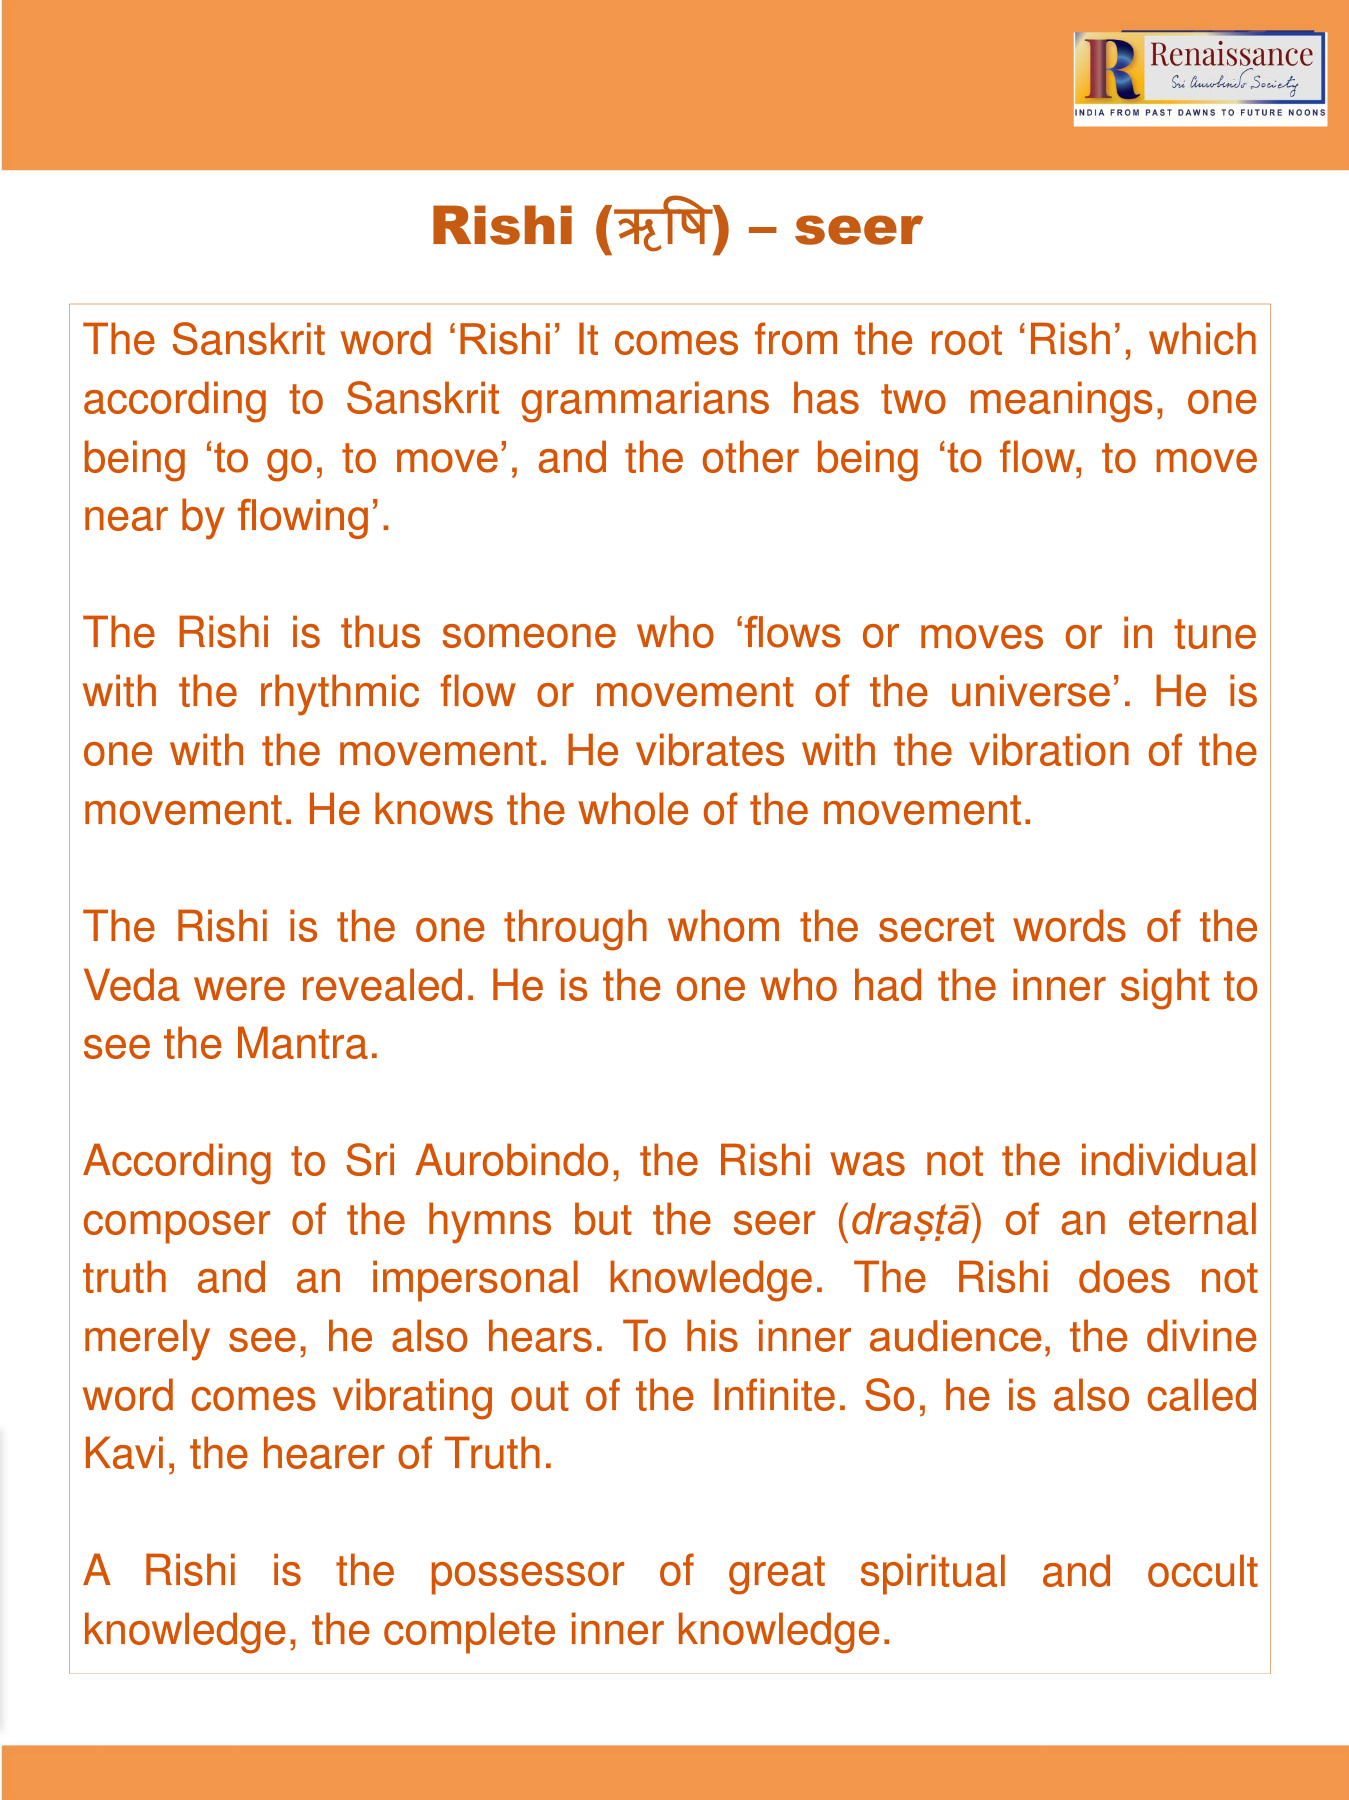 R Renaissance
Sri Aurobindo Society
INDIA FROM PAST DAWNS TO FUTURE NOONS
Rishi (ऋषि) – seer
The Sanskrit word ‘Rishi’ It comes from the root ‘Rish’, which
according to Sanskrit grammarians has two meanings, one
being ‘to go, to move’, and the other being ‘to flow, to move
near by flowing’.
The Rishi is thus someone who ‘flows or moves or in tune
with the rhythmic flow or movement of the universe’. He is
one with the movement. He vibrates with the vibration of the
movement. He knows the whole of the movement.
The Rishi is the one through whom the secret words of the
Veda were revealed. He is the one who had the inner sight to
see the Mantra.
According to Sri Aurobindo, the Rishi was not the individual
composer of the hymns but the seer (draṣṭā) of an eternal
truth and an impersonal knowledge. The Rishi does not
merely see, he also hears. To his inner audience, the divine
word comes vibrating out of the Infinite. So, he is also called
Kavi, the hearer of Truth.
A Rishi is the possessor of great spiritual and occult
knowledge, the complete inner knowledge.